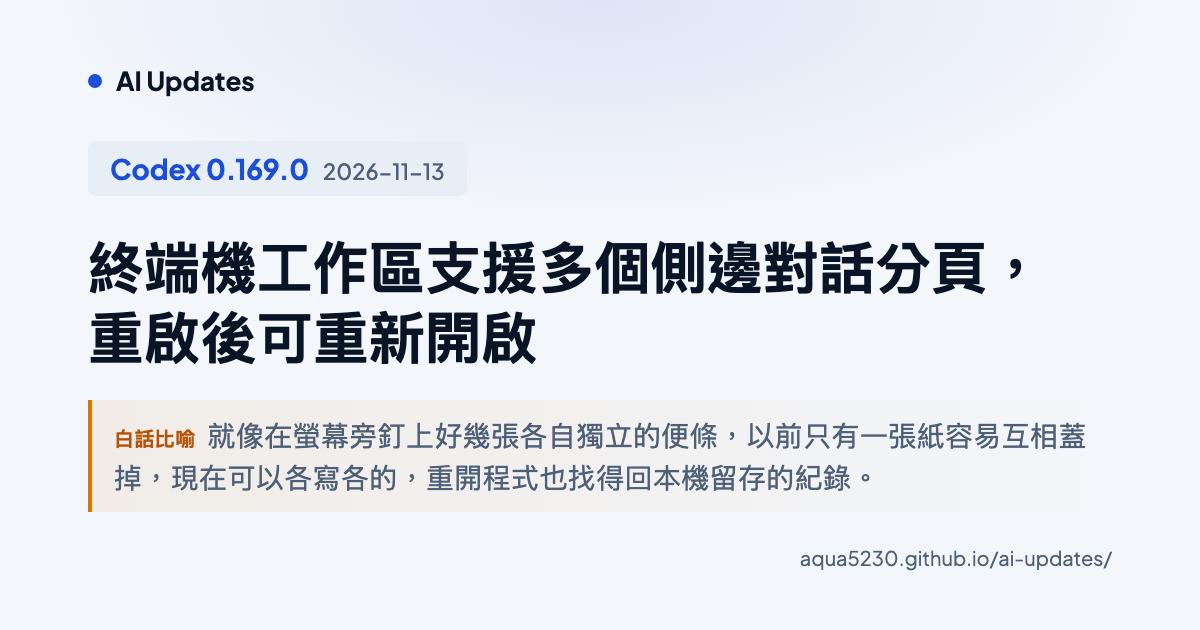 AI Updates
Codex 0.169.0 2026-11-13
終端機工作區支援多個側邊對話分頁，
重啟後可重新開啟
白話比喻 就像在螢幕旁釘上好幾張各自獨立的便條，以前只有一張紙容易互相蓋
掉，現在可以各寫各的，重開程式也找得回本機留存的紀錄。
aqua5230.github.io/ai-updates/